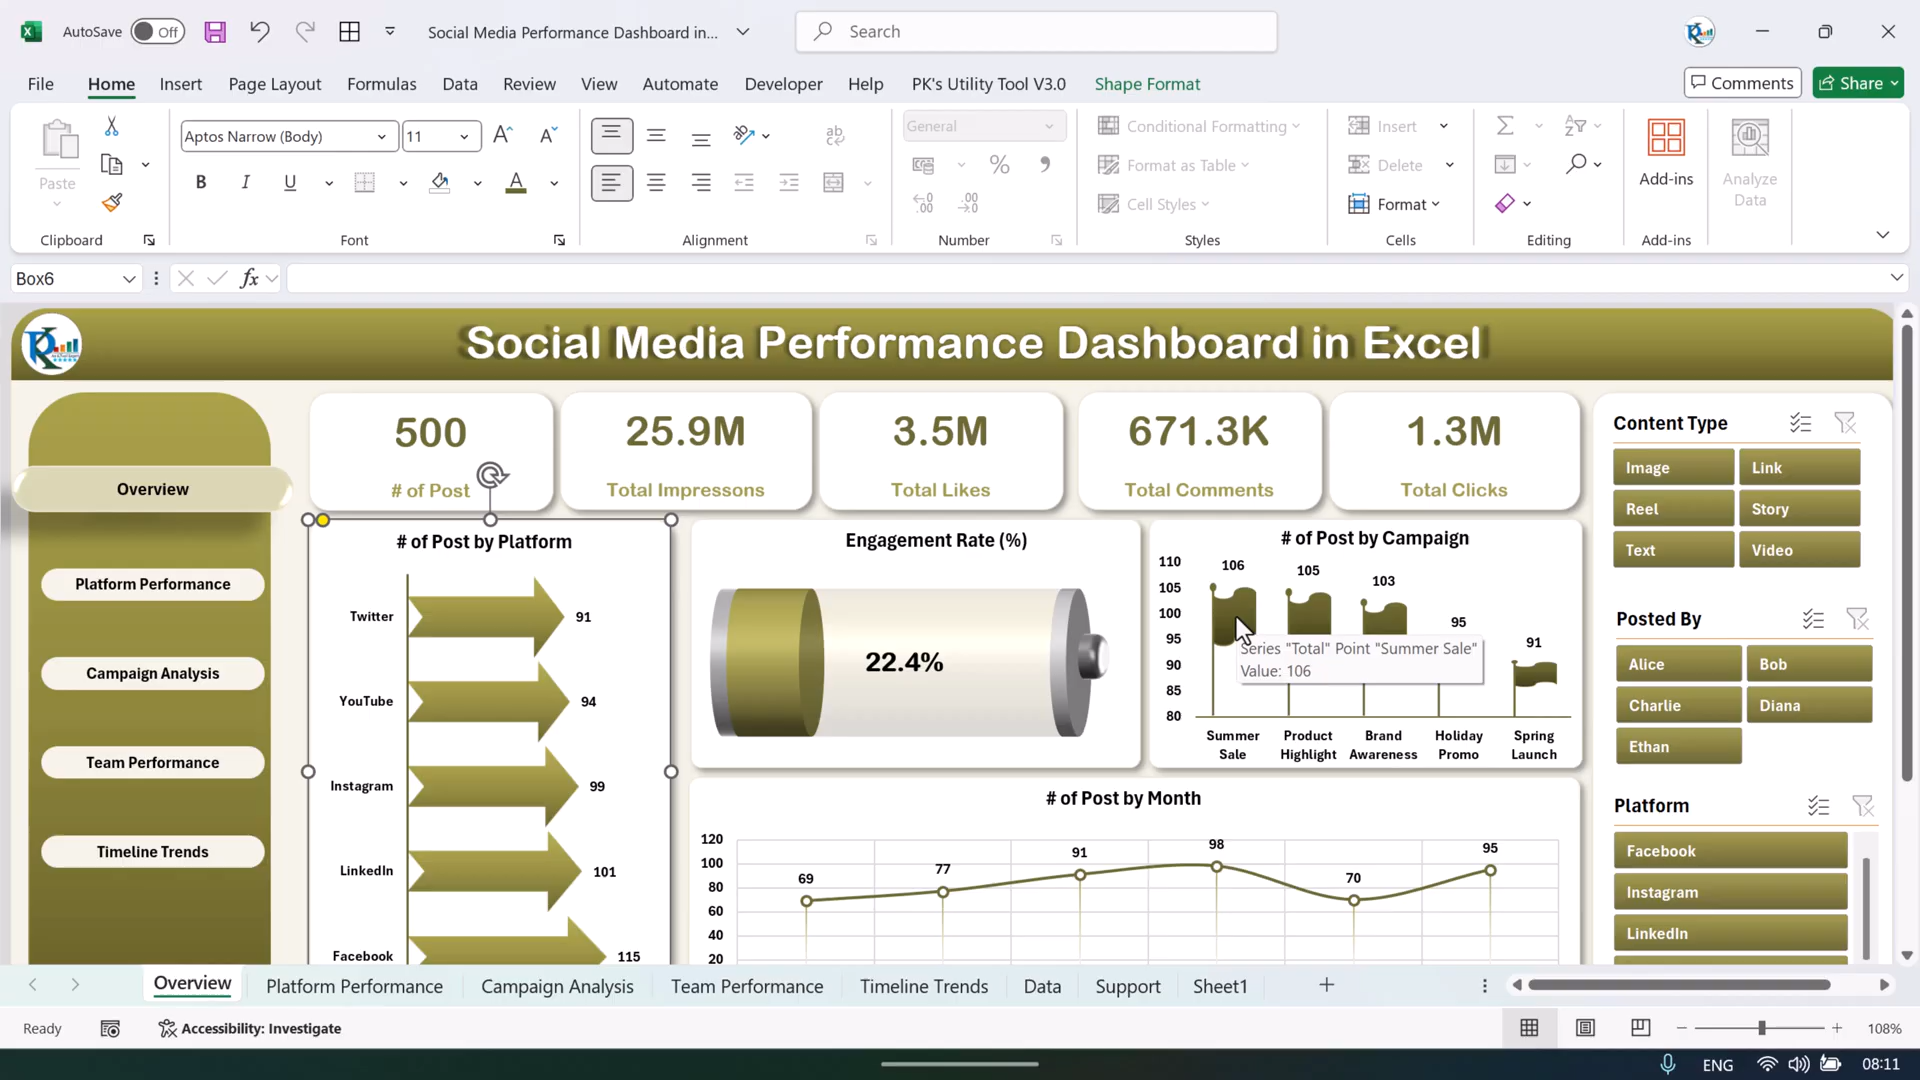 AutoSave Off
Social Media Performance Dashboard in...
Search
File Home Insert Page Layout Formulas Data Review View Automate Developer Help PK's Utility Tool V3.0 Shape Format
Comments Share
Paste
Clipboard
Aptos Narrow (Body) 11
Font
Alignment
General
Number
Conditional Formatting
Format as Table
Cell Styles
Styles
Insert
Delete
Format
Cells
Editing
Add-ins
Add-ins
Analyze
Data
Box6
fx
Social Media Performance Dashboard in Excel
Overview
Platform Performance
Campaign Analysis
Team Performance
Timeline Trends
500
# of Post
25.9M
Total Impressons
3.5M
Total Likes
671.3K
Total Comments
1.3M
Total Clicks
# of Post by Platform
Twitter 91
YouTube 94
Instagram 99
LinkedIn 101
Facebook 115
Engagement Rate (%)
22.4%
# of Post by Campaign
110
105
100
95
90
85
80
106 105 103 95 91
Series "Total" Point "Summer Sale"
Value: 106
Summer Product Brand Holiday Spring
Sale Highlight Awareness Promo Launch
# of Post by Month
120
100
80
60
40
20
69 77 91 98 70 95
Content Type
Image Link
Reel Story
Text Video
Posted By
Alice Bob
Charlie Diana
Ethan
Platform
Facebook
Instagram
LinkedIn
Overview Platform Performance Campaign Analysis Team Performance Timeline Trends Data Support Sheet1
Ready Accessibility: Investigate 108%
ENG 08:11